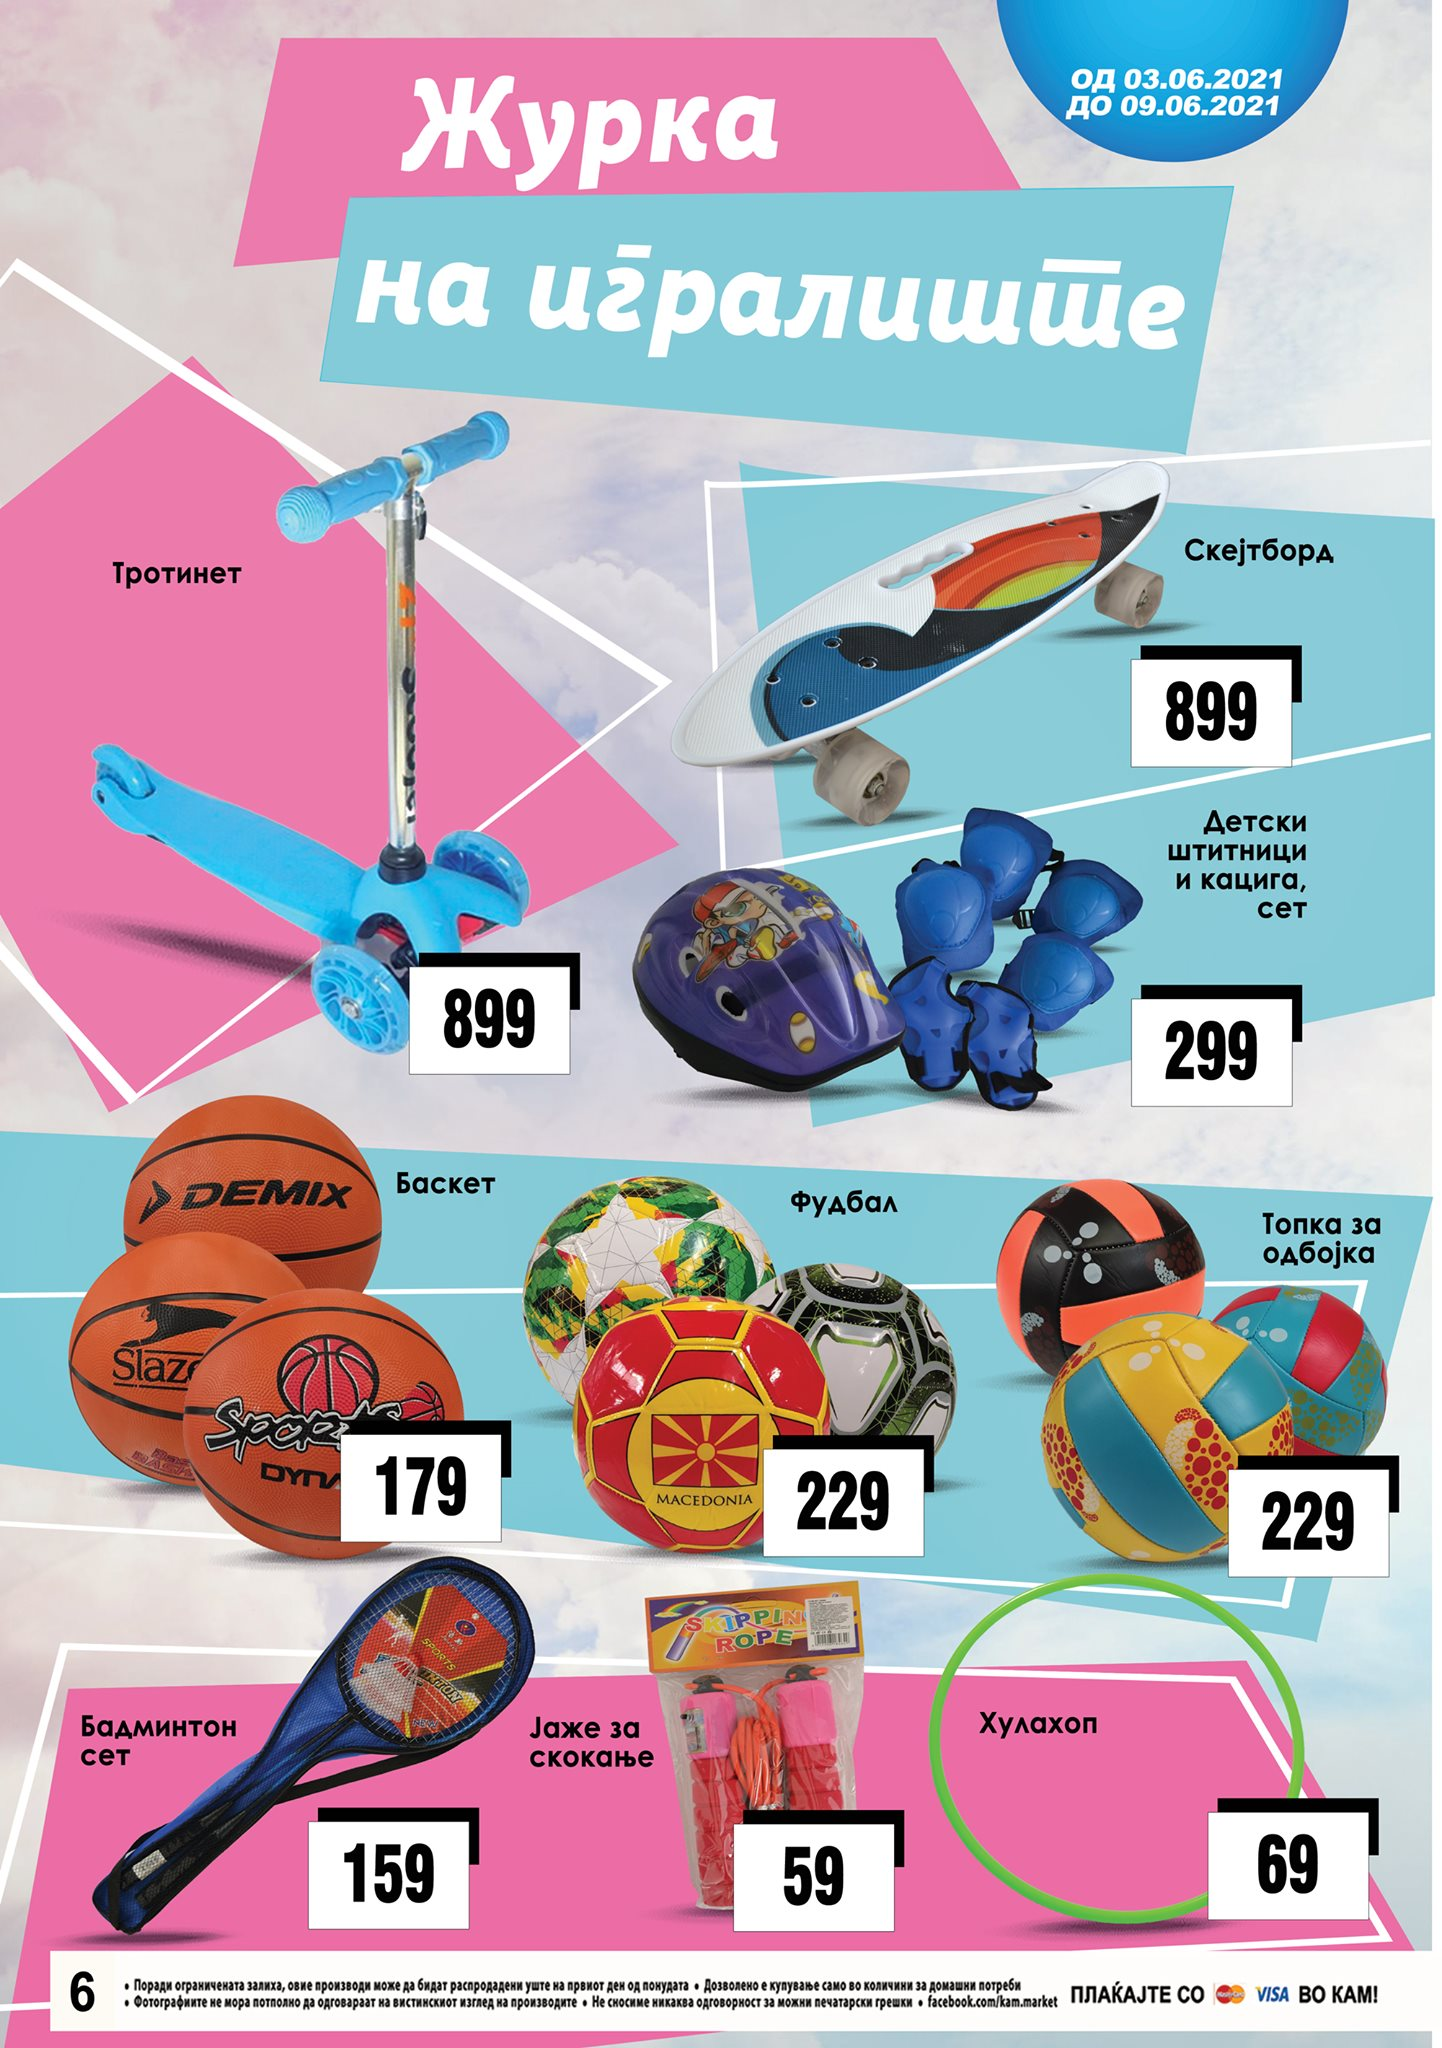 Журка
на игралиште
ОД 03.06.2021
ДО 09.06.2021
Тротинет
899
Скејтборд
899
Детски
штитници
и кацига,
сет
299
Баскет
DEMIX
SPORTS
179
Фудбал
MACEDONIA
229
Топка за
одбојка
229
Бадминтон
сет
SPORTS
159
Јаже за
скокање
ROPE
59
Хулахоп
69
6
• Поради ограничената залиха, овие производи може да бидат распродадени уште на првиот ден од понудата • Дозволено е купување само во количини за домашни потреби
• Фотографиите не мора потполно да одговараат на вистинскиот изглед на производите • Не сносиме никаква одговорност за можни печатарски грешки • facebook.com/kam.market
ПЛАЌАЈТЕ СО MasterCard VISA ВО КАМ!